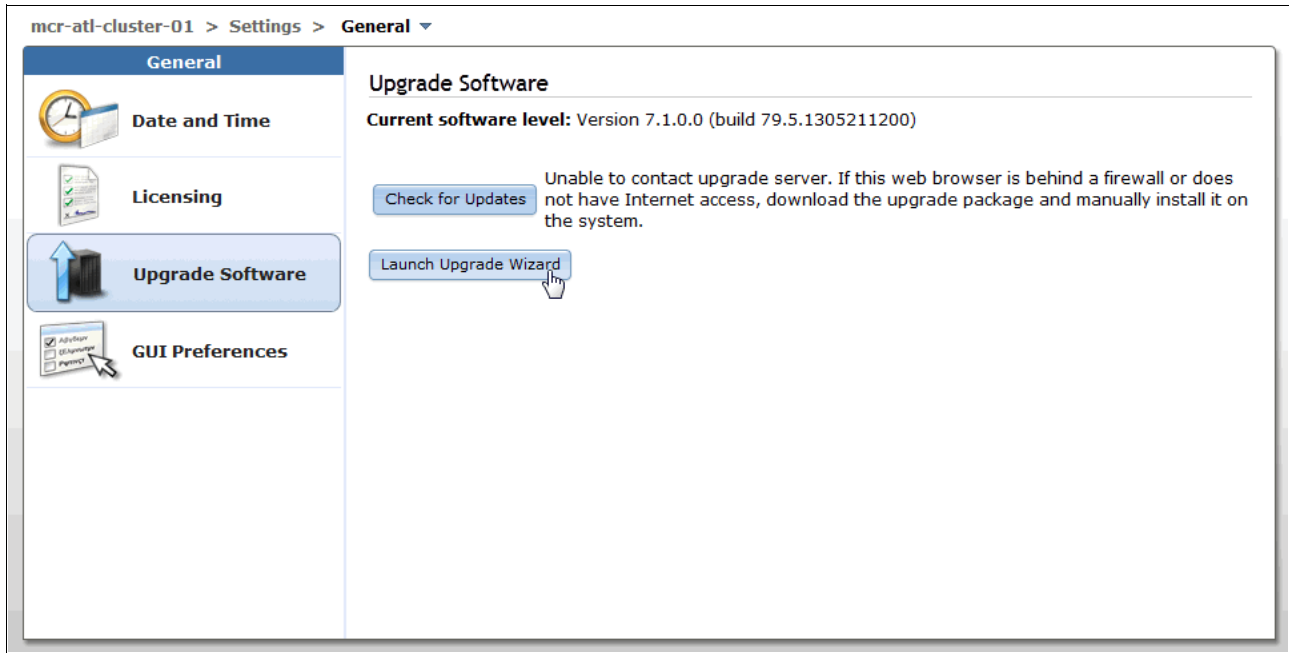 mcr-atl-cluster-01 > Settings > General
General
Date and Time
Licensing
Upgrade Software
GUI Preferences
Upgrade Software
Current software level: Version 7.1.0.0 (build 79.5.1305211200)
Check for Updates
Unable to contact upgrade server. If this web browser is behind a firewall or does
not have Internet access, download the upgrade package and manually install it on
the system.
Launch Upgrade Wizard